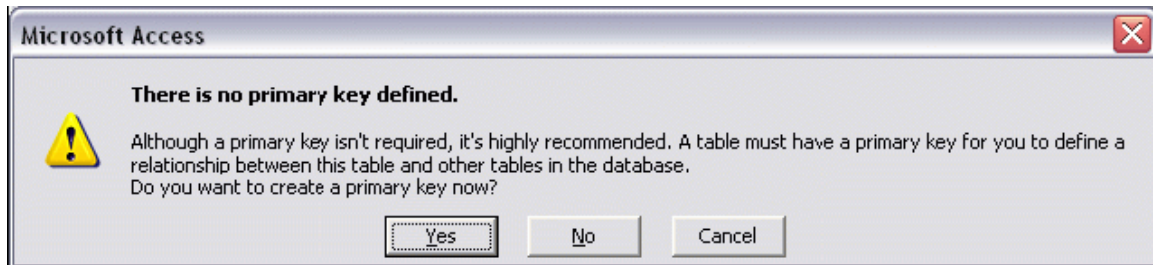 Microsoft Access
There is no primary key defined.
Although a primary key isn't required, it's highly recommended. A table must have a primary key for you to define a
relationship between this table and other tables in the database.
Do you want to create a primary key now?
Yes No Cancel